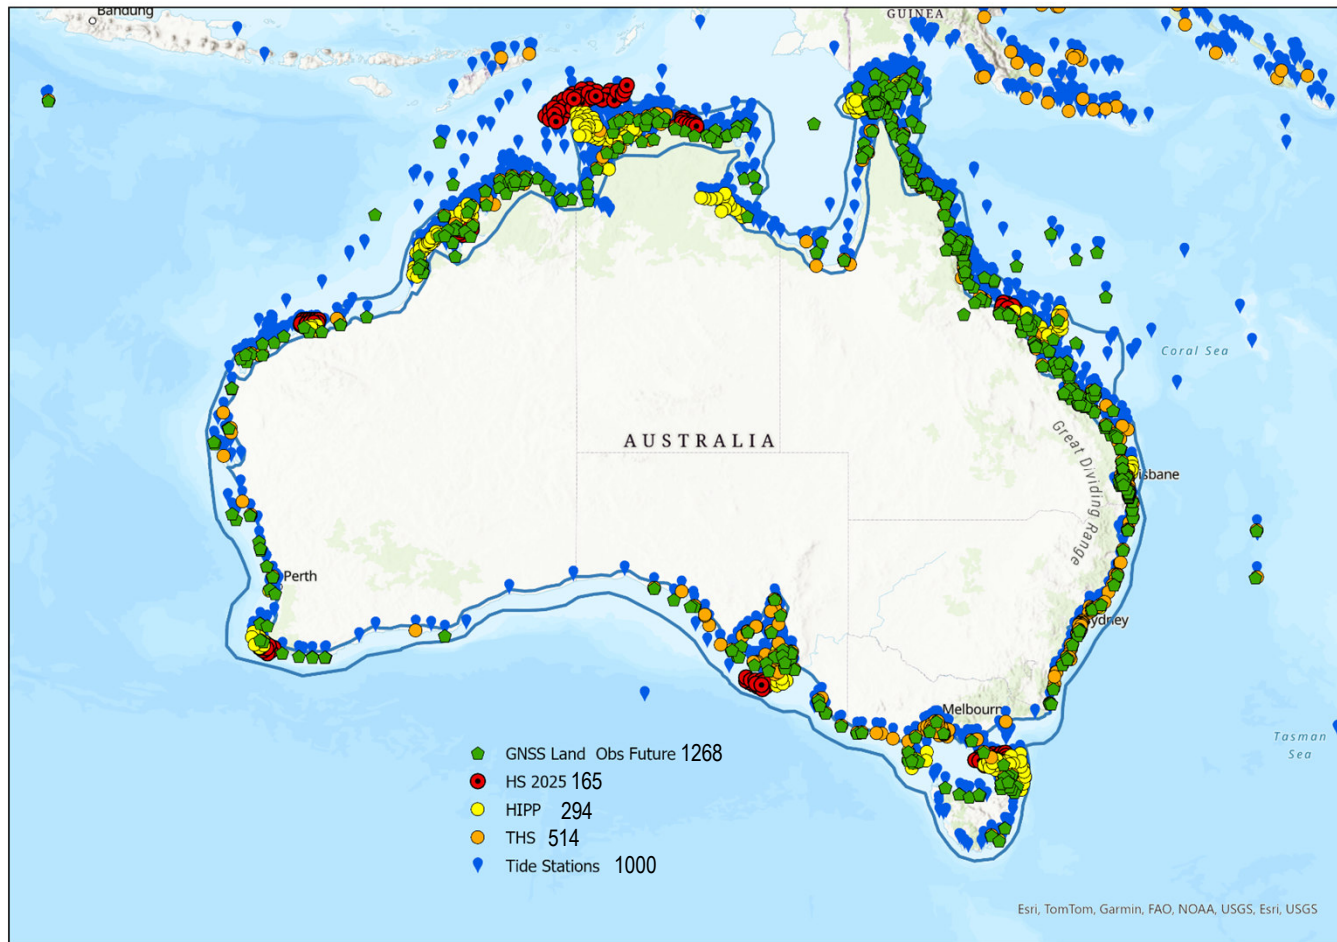 Bandung
GUINEA
Coral Sea
AUSTRALIA
Great Dividing Range
isbane
Perth
ydney
Melbourn
Tasman
Sea
GNSS Land Obs Future 1268
HS 2025 165
HIPP 294
THS 514
Tide Stations 1000
Esri, TomTom, Garmin, FAO, NOAA, USGS, Esri, USGS